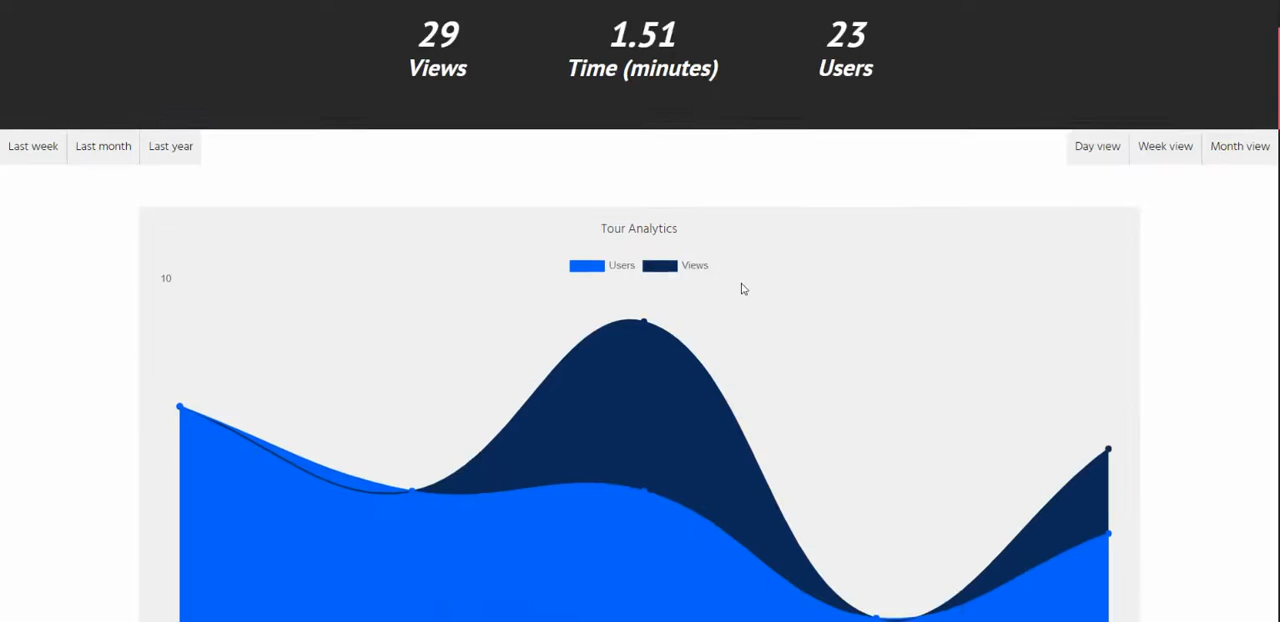 29 1.51 23
Views Time (minutes) Users
Last week Last month Last year Day view Week view Month view
Tour Analytics
Users Views
10